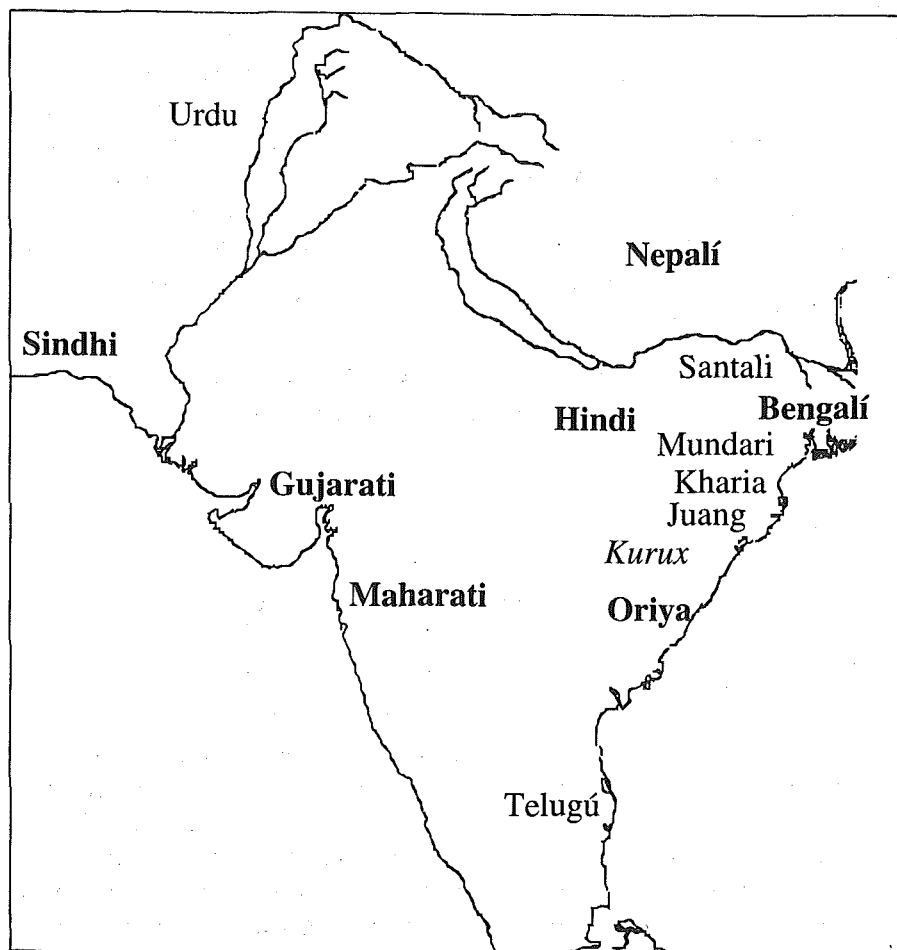 Urdu
Nepalí
Sindhi
Santali
Bengalí
Hindi
Mundari
Kharia
Gujarati
Juang
Kurux
Maharati
Oriya
Telugú